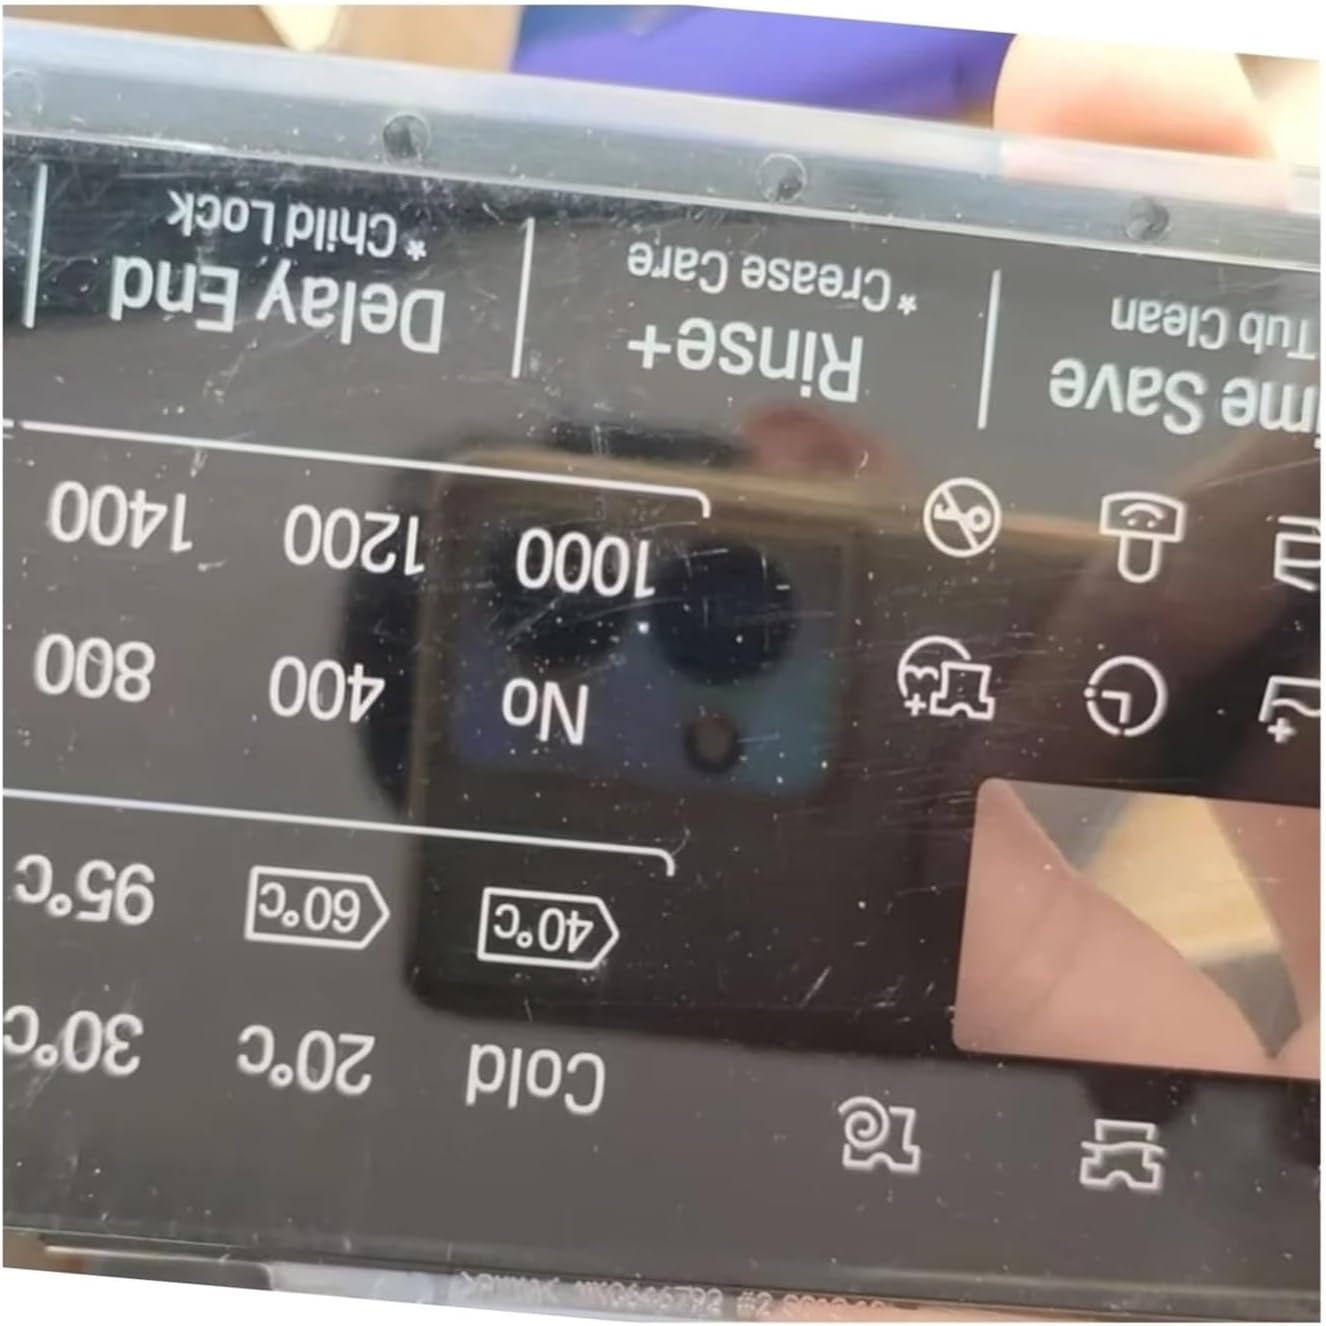 Cold 20°C 30°C
40°C 60°C 95°C
No 400 800
1000 1200 1400
ime Save Rinse+ Delay End
Tub Clean *Crease Care *Child Lock